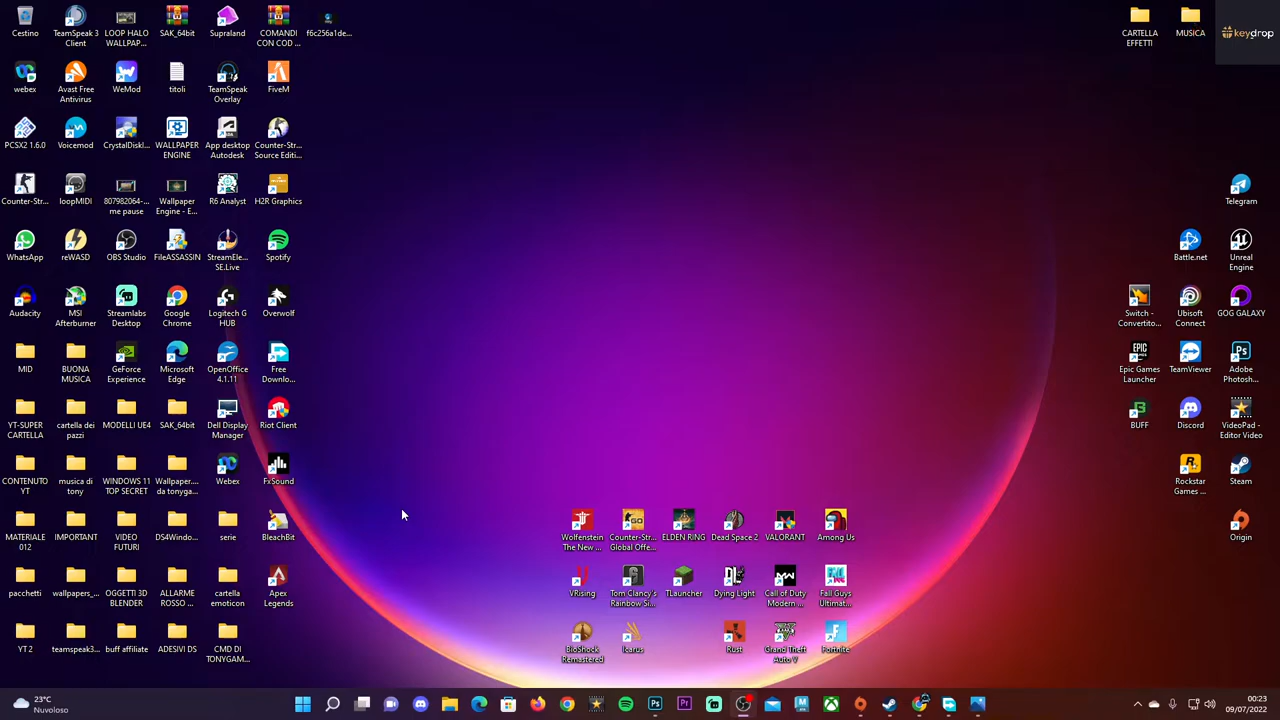 Cestino
TeamSpeak 3
Client
LOOP HALO
WALLPAP...
SAK_64bit
Supraland
COMANDI
CON COD ...
f6c256a1de...
CARTELLA
EFFETTI
MUSICA
keydrop
webex
Avast Free
Antivirus
WeMod
titoli
TeamSpeak
Overlay
FiveM
PCSX2 1.6.0
Voicemod
CrystalDiskI...
WALLPAPER
ENGINE
App desktop
Autodesk
Counter-Str...
Source Editi...
Counter-Str...
loopMIDI
807982064-...
me pause
Wallpaper
Engine - E...
R6 Analyst
H2R Graphics
Telegram
WhatsApp
reWASD
OBS Studio
FileASSASSIN
StreamEle...
SE.Live
Spotify
Battle.net
Unreal
Engine
Audacity
MSI
Afterburner
Streamlabs
Desktop
Google
Chrome
Logitech G
HUB
Overwolf
Switch -
Convertito...
Ubisoft
Connect
GOG GALAXY
MID
BUONA
MUSICA
GeForce
Experience
Microsoft
Edge
OpenOffice
4.1.11
Free
Downlo...
Epic Games
Launcher
TeamViewer
Adobe
Photosh...
YT-SUPER
CARTELLA
cartella dei
pazzi
MODELLI UE4
SAK_64bit
Dell Display
Manager
Riot Client
BUFF
Discord
VideoPad -
Editor Video
CONTENUTO
YT
musica di
tony
WINDOWS 11
TOP SECRET
Wallpaper....
da tonyga...
Webex
FxSound
Rockstar
Games ...
Steam
MATERIALE
012
IMPORTANT
VIDEO
FUTURI
DS4Windo...
serie
BleachBit
Wolfenstein
The New ...
Counter-Str...
Global Offe...
ELDEN RING
Dead Space 2
VALORANT
Among Us
Origin
pacchetti
wallpapers_...
OGGETTI 3D
BLENDER
ALLARME
ROSSO ...
cartella
emoticon
Apex
Legends
VRising
Tom Clancy's
Rainbow Si...
TLauncher
Dying Light
Call of Duty
Modern ...
Fall Guys
Ultimat...
YT 2
teamspeak3...
buff affiliate
ADESIVI DS
CMD DI
TONYGAM...
BioShock
Remastered
Icarus
Rust
Grand Theft
Auto V
Fortnite
23°C
Nuvoloso
00:23
09/07/2022